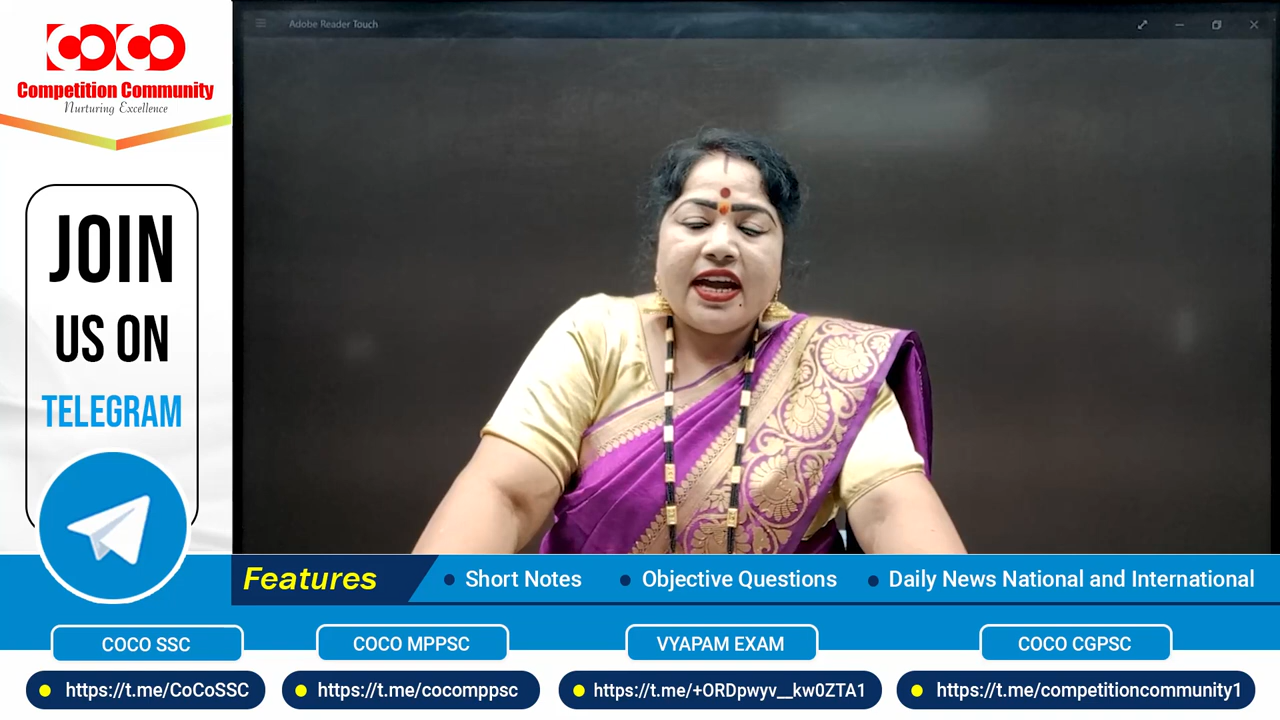 Adobe Reader Touch
COCO
Competition Community
Nurturing Excellence
JOIN
US ON
TELEGRAM
Features
Short Notes
Objective Questions
Daily News National and International
COCO SSC
COCO MPPSC
VYAPAM EXAM
COCO CGPSC
https://t.me/CoCoSSC
https://t.me/cocomppsc
https://t.me/+ORDpwyv__kw0ZTA1
https://t.me/competitioncommunity1